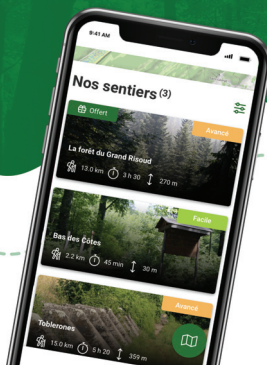 9:41 AM
Nos sentiers (3)
Offert
Avancé
La forêt du Grand Risoud
13.0 km 3 h 30 270 m
Facile
Bas des Côtes
2.2 km 45 min 30 m
Avancé
Toblerones
15.0 km 5 h 20 359 m